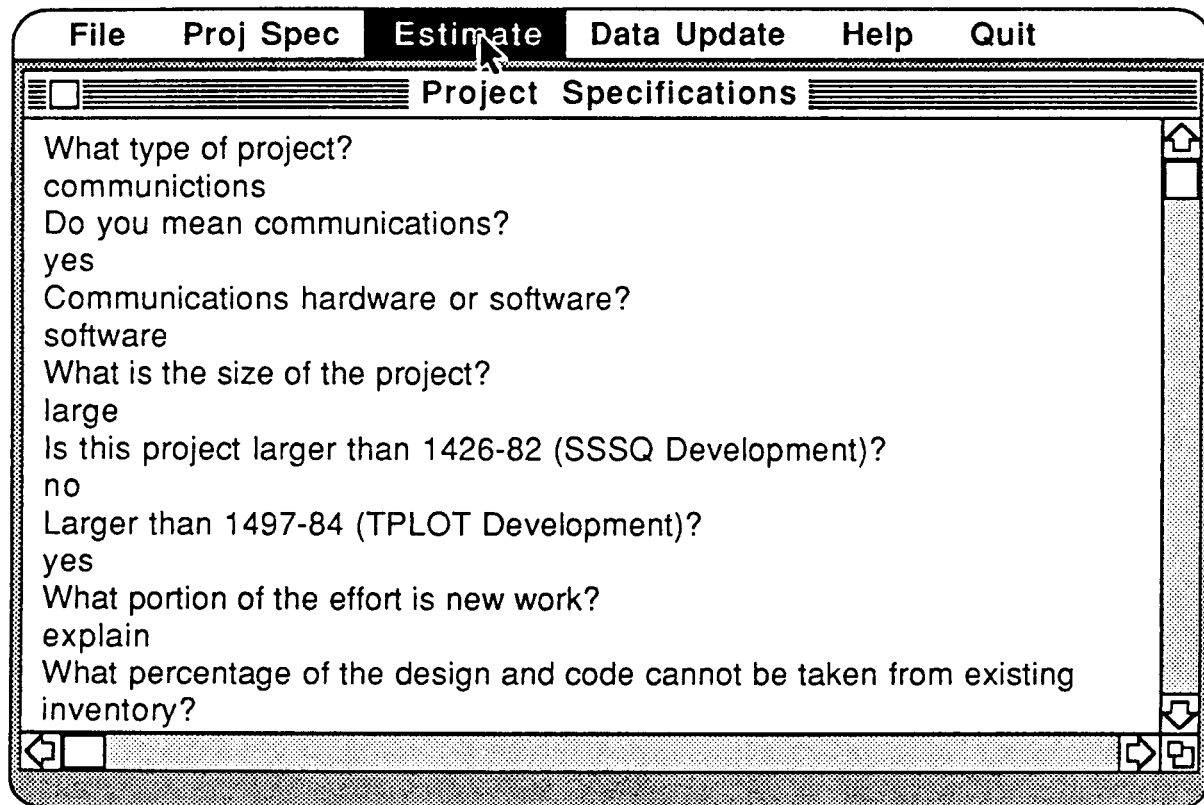 File Proj Spec Estimate Data Update Help Quit
Project Specifications
What type of project?
communictions
Do you mean communications?
yes
Communications hardware or software?
software
What is the size of the project?
large
Is this project larger than 1426-82 (SSSQ Development)?
no
Larger than 1497-84 (TPLOT Development)?
yes
What portion of the effort is new work?
explain
What percentage of the design and code cannot be taken from existing
inventory?